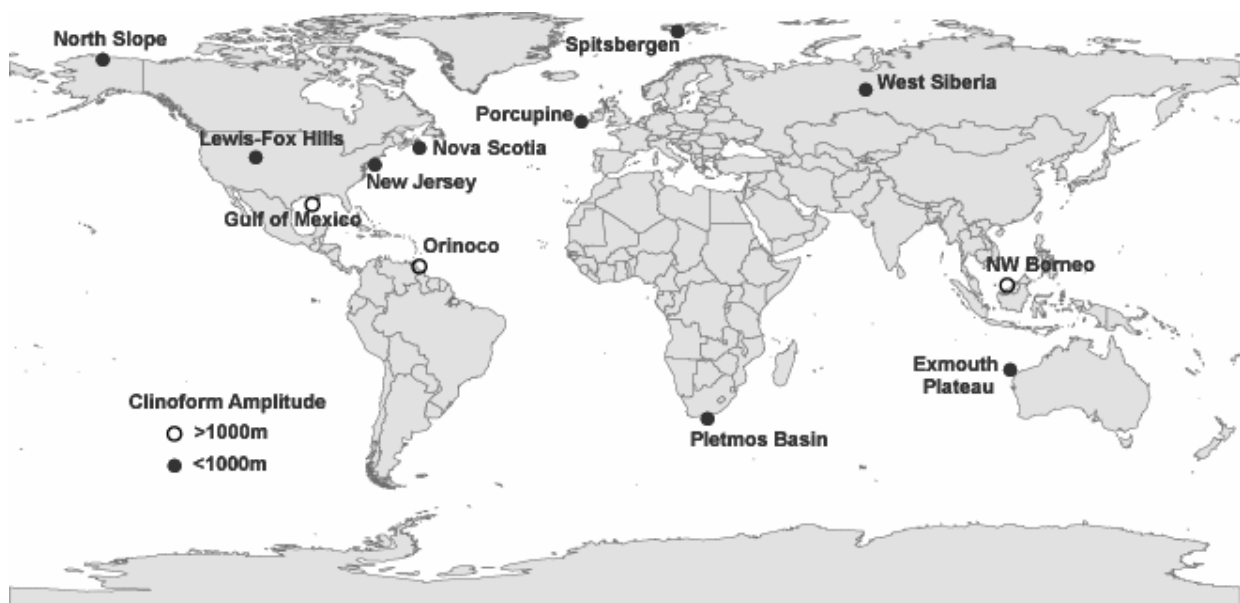 North Slope
Spitsbergen
West Siberia
Porcupine
Lewis-Fox Hills
Nova Scotia
New Jersey
Gulf of Mexico
Orinoco
NW Borneo
Exmouth
Plateau
Clinoform Amplitude
>1000m
<1000m
Pletmos Basin